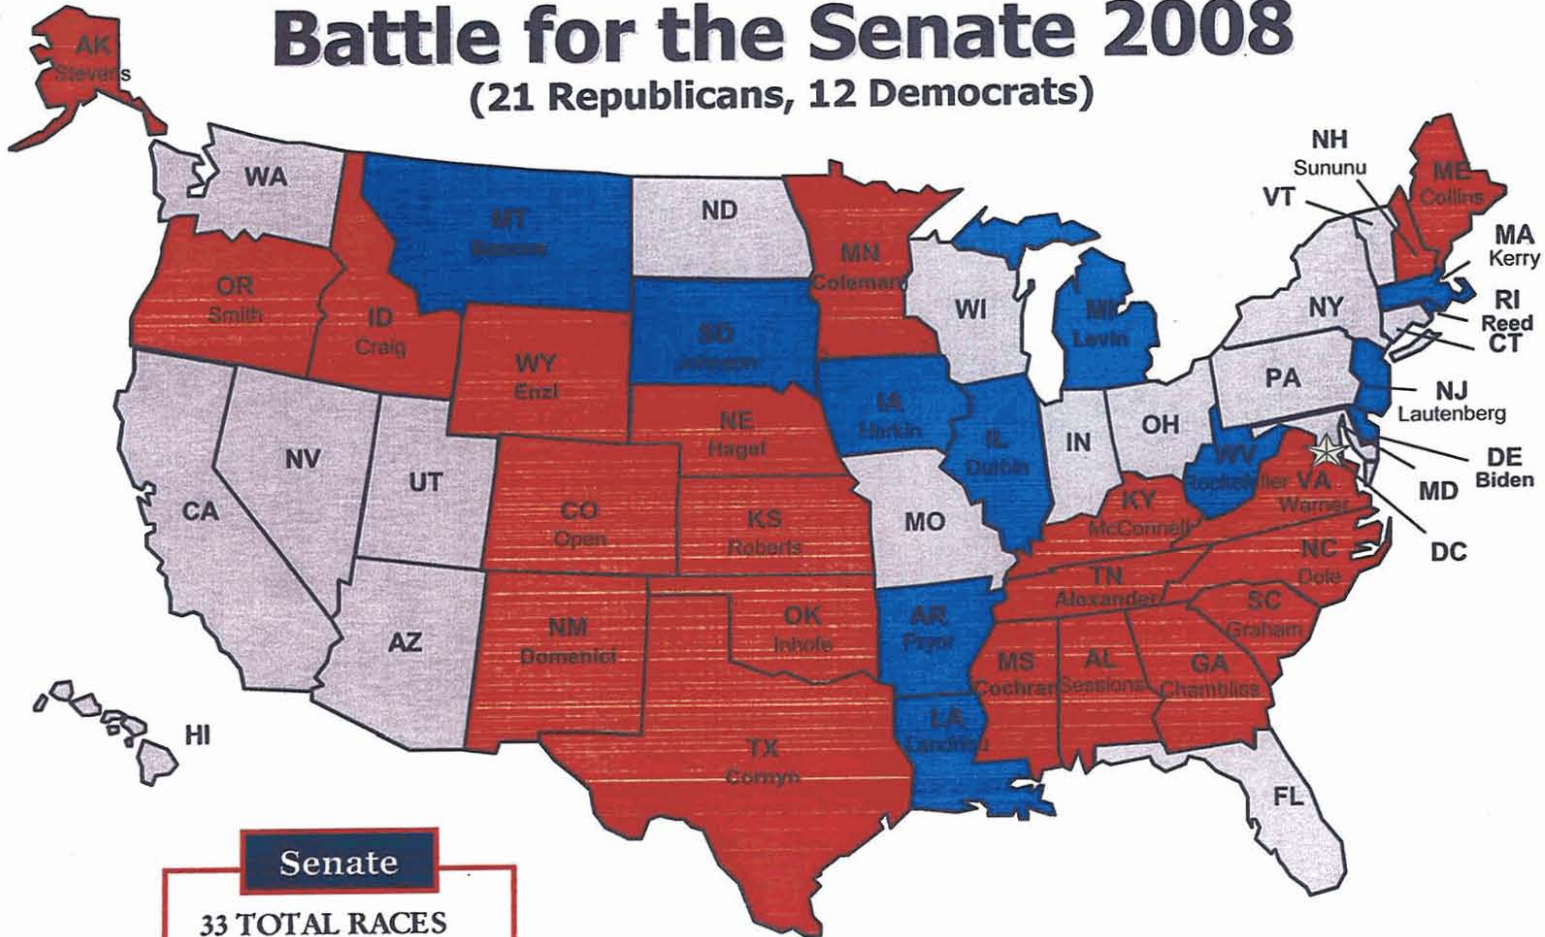 Battle for the Senate 2008
(21 Republicans, 12 Democrats)
AK
Stevens
WA
OR
Smith
ID
Craig
MT
ND
SD
Johnson
MN
Coleman
WI
MI
Levin
NH
Sununu
VT
ME
Collins
MA
Kerry
NY
RI
Reed
CT
WY
Enzi
NE
Hagel
IA
Harkin
IL
Durbin
IN
OH
PA
NJ
Lautenberg
DE
Biden
MD
DC
WV
Rockefeller
VA
Warner
KY
McConnell
NV
UT
CA
CO
Open
KS
Roberts
MO
NC
Dole
TN
Alexander
SC
Graham
AZ
NM
Domenici
OK
Inhofe
AR
Pryor
MS
Cochran
AL
Sessions
GA
Chambliss
LA
Landrieu
TX
Cornyn
HI
FL
Senate
33 TOTAL RACES